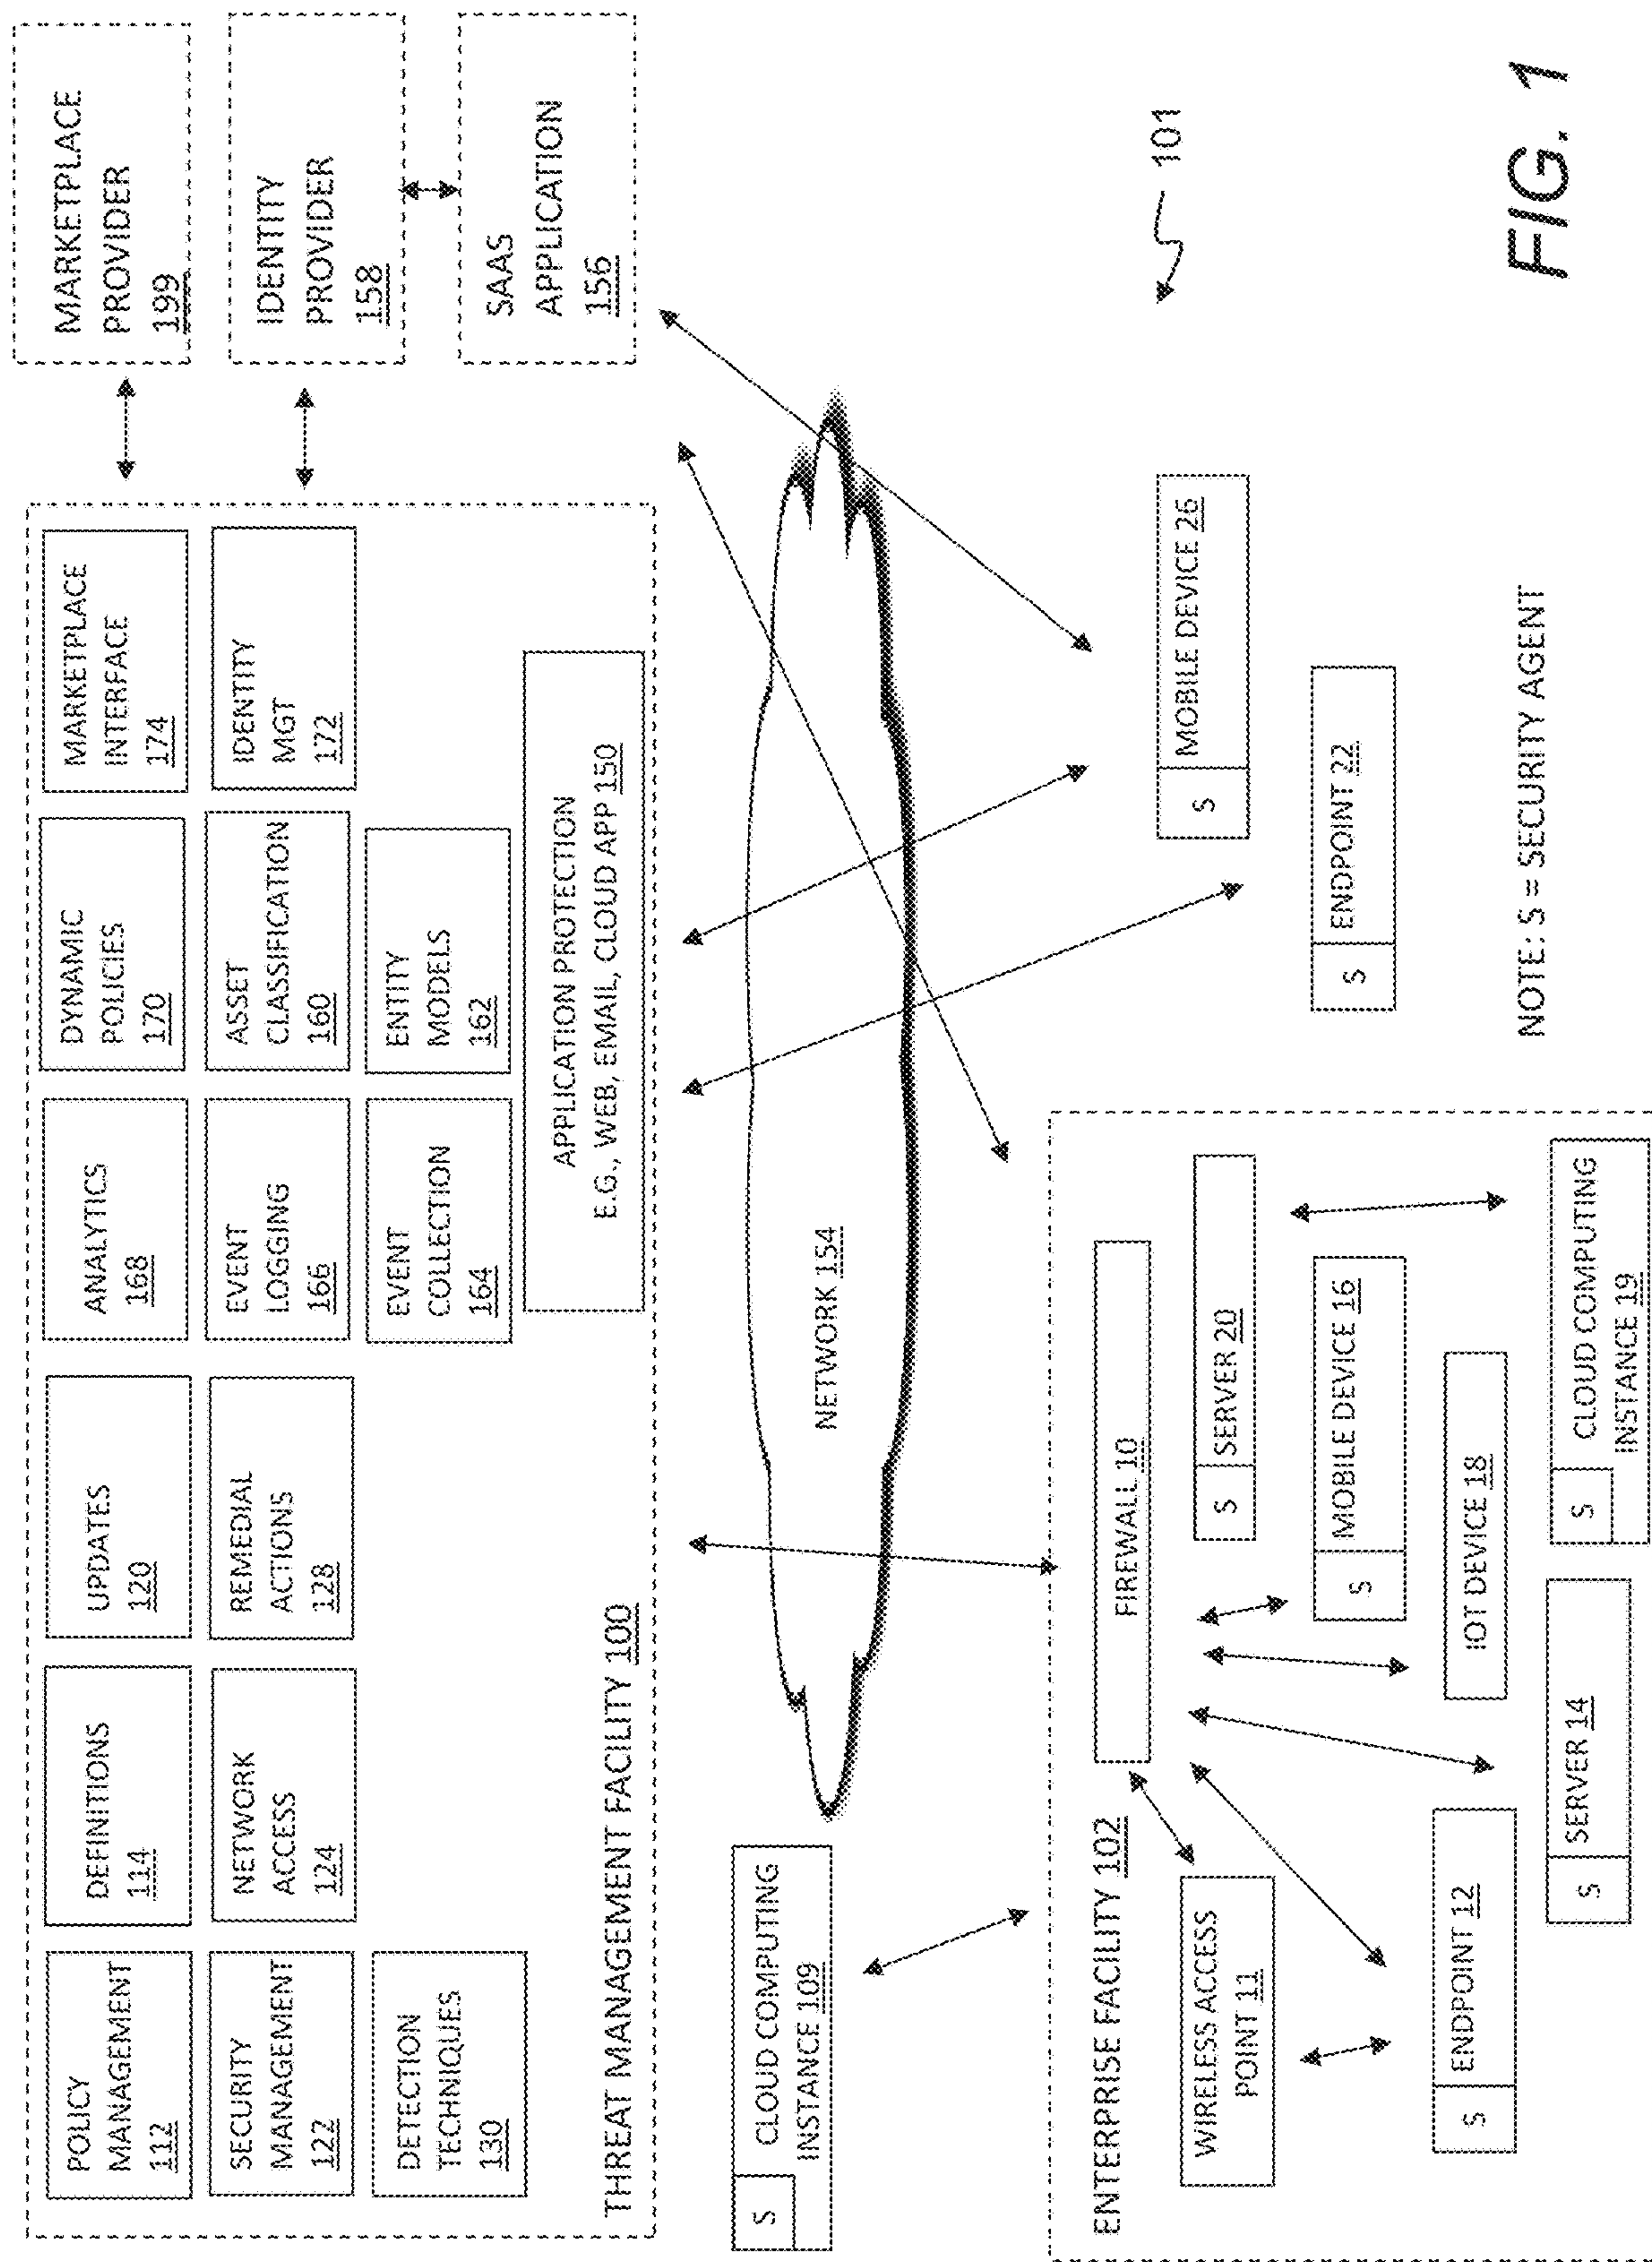 POLICY
MANAGEMENT
112
DEFINITIONS
114
UPDATES
120
ANALYTICS
168
DYNAMIC
POLICIES
170
MARKETPLACE
INTERFACE
174
MARKETPLACE
PROVIDER
199
SECURITY
MANAGEMENT
122
NETWORK
ACCESS
124
REMEDIAL
ACTIONS
128
EVENT
LOGGING
166
ASSET
CLASSIFICATION
160
IDENTITY
MGT
172
IDENTITY
PROVIDER
158
DETECTION
TECHNIQUES
130
EVENT
COLLECTION
164
ENTITY
MODELS
162
SAAS
APPLICATION
156
APPLICATION PROTECTION
E.G., WEB, EMAIL, CLOUD APP 150
THREAT MANAGEMENT FACILITY 100
S
CLOUD COMPUTING
INSTANCE 109
NETWORK 154
101
ENTERPRISE FACILITY 102
FIREWALL 10
S
MOBILE DEVICE 26
WIRELESS ACCESS
POINT 11
S
SERVER 20
S
ENDPOINT 22
S
MOBILE DEVICE 16
S
ENDPOINT 12
IOT DEVICE 18
S
SERVER 14
S
CLOUD COMPUTING
INSTANCE 19
NOTE: S = SECURITY AGENT
FIG. 1